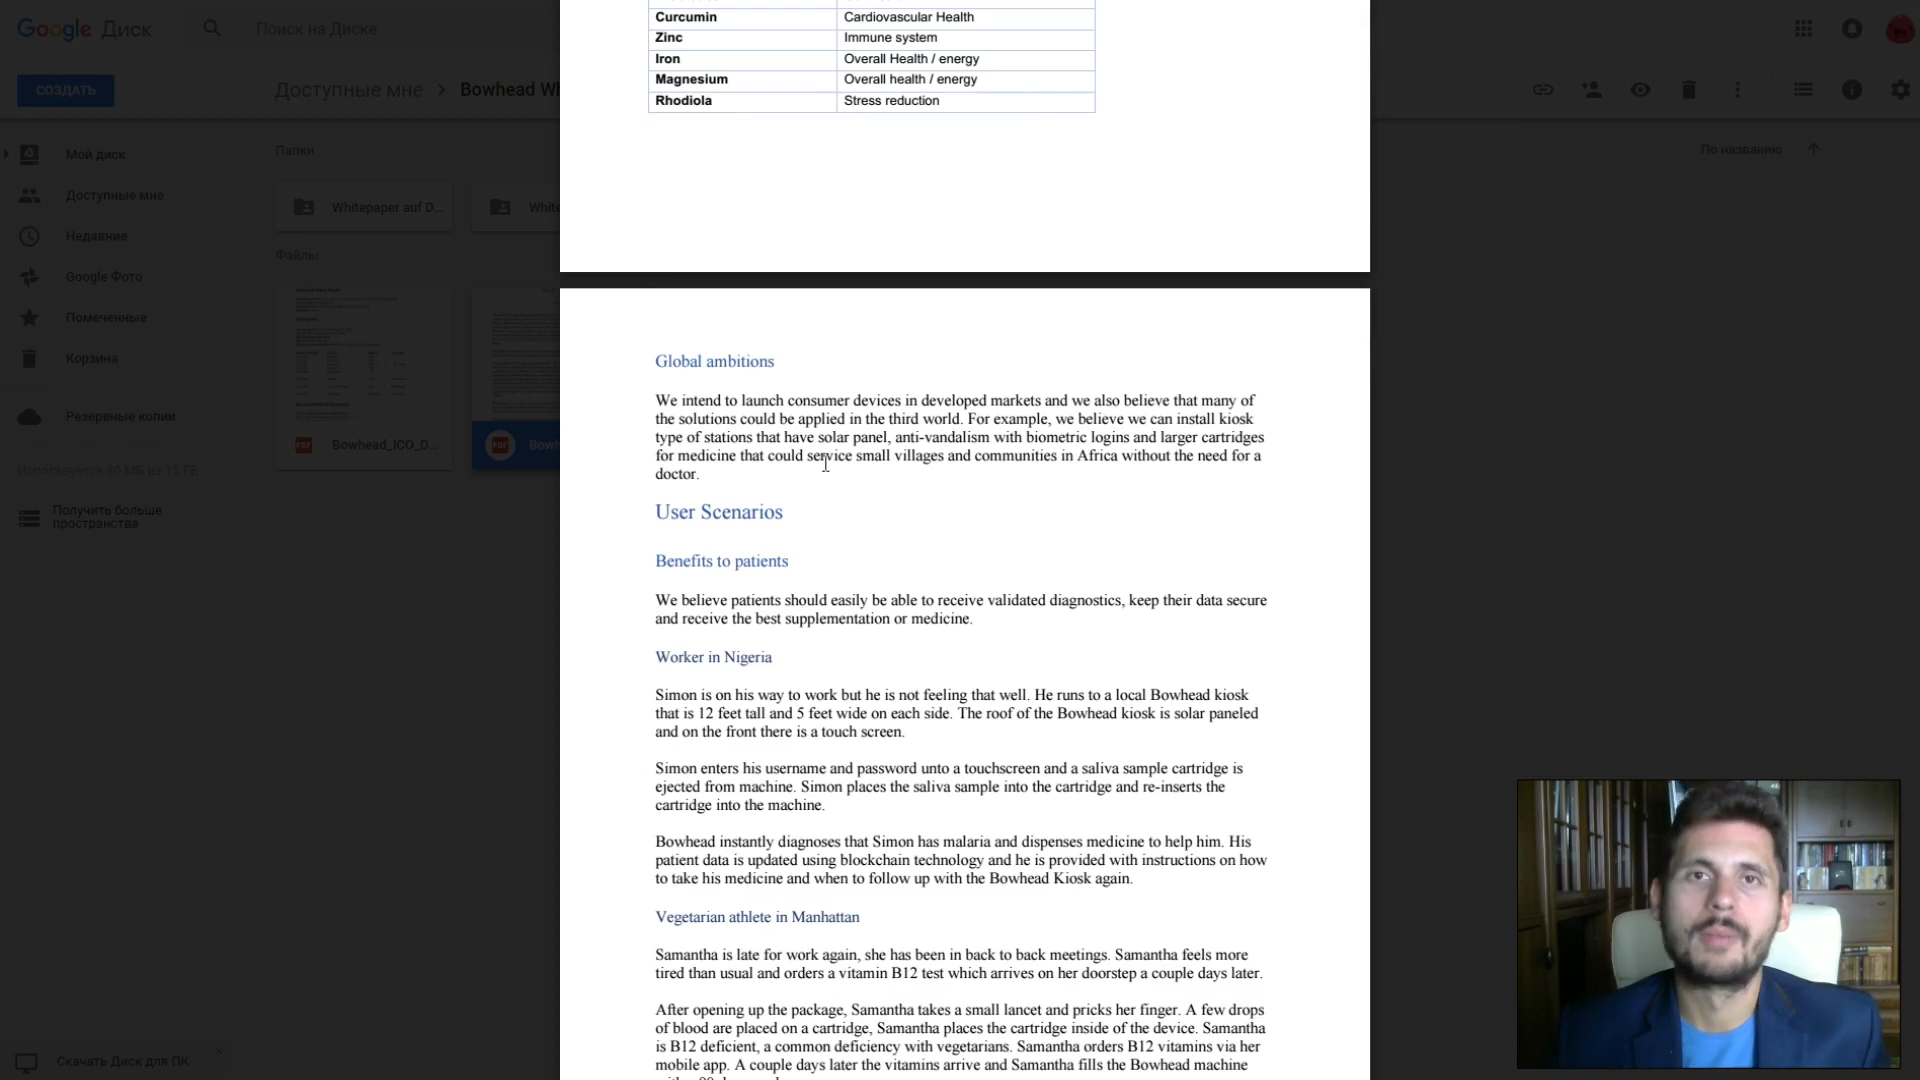 Google Диск
Поиск на Диске
СОЗДАТЬ
Доступные мне
Bowhead Wh
Мой диск
Доступные мне
Недавние
Google Фото
Помеченные
Корзина
Резервные копии
Получить больше
пространства
Скачать Диск для ПК
Папки
Whitepaper auf D...
White
Файлы
Bowhead_ICO_D...
Bowh
По названию
Curcumin Cardiovascular Health
Zinc Immune system
Iron Overall Health / energy
Magnesium Overall health / energy
Rhodiola Stress reduction
Global ambitions
We intend to launch consumer devices in developed markets and we also believe that many of
the solutions could be applied in the third world. For example, we believe we can install kiosk
type of stations that have solar panel, anti-vandalism with biometric logins and larger cartridges
for medicine that could service small villages and communities in Africa without the need for a
doctor.
User Scenarios
Benefits to patients
We believe patients should easily be able to receive validated diagnostics, keep their data secure
and receive the best supplementation or medicine.
Worker in Nigeria
Simon is on his way to work but he is not feeling that well. He runs to a local Bowhead kiosk
that is 12 feet tall and 5 feet wide on each side. The roof of the Bowhead kiosk is solar paneled
and on the front there is a touch screen.
Simon enters his username and password unto a touchscreen and a saliva sample cartridge is
ejected from machine. Simon places the saliva sample into the cartridge and re-inserts the
cartridge into the machine.
Bowhead instantly diagnoses that Simon has malaria and dispenses medicine to help him. His
patient data is updated using blockchain technology and he is provided with instructions on how
to take his medicine and when to follow up with the Bowhead Kiosk again.
Vegetarian athlete in Manhattan
Samantha is late for work again, she has been in back to back meetings. Samantha feels more
tired than usual and orders a vitamin B12 test which arrives on her doorstep a couple days later.
After opening up the package, Samantha takes a small lancet and pricks her finger. A few drops
of blood are placed on a cartridge, Samantha places the cartridge inside of the device. Samantha
is B12 deficient, a common deficiency with vegetarians. Samantha orders B12 vitamins via her
mobile app. A couple days later the vitamins arrive and Samantha fills the Bowhead machine